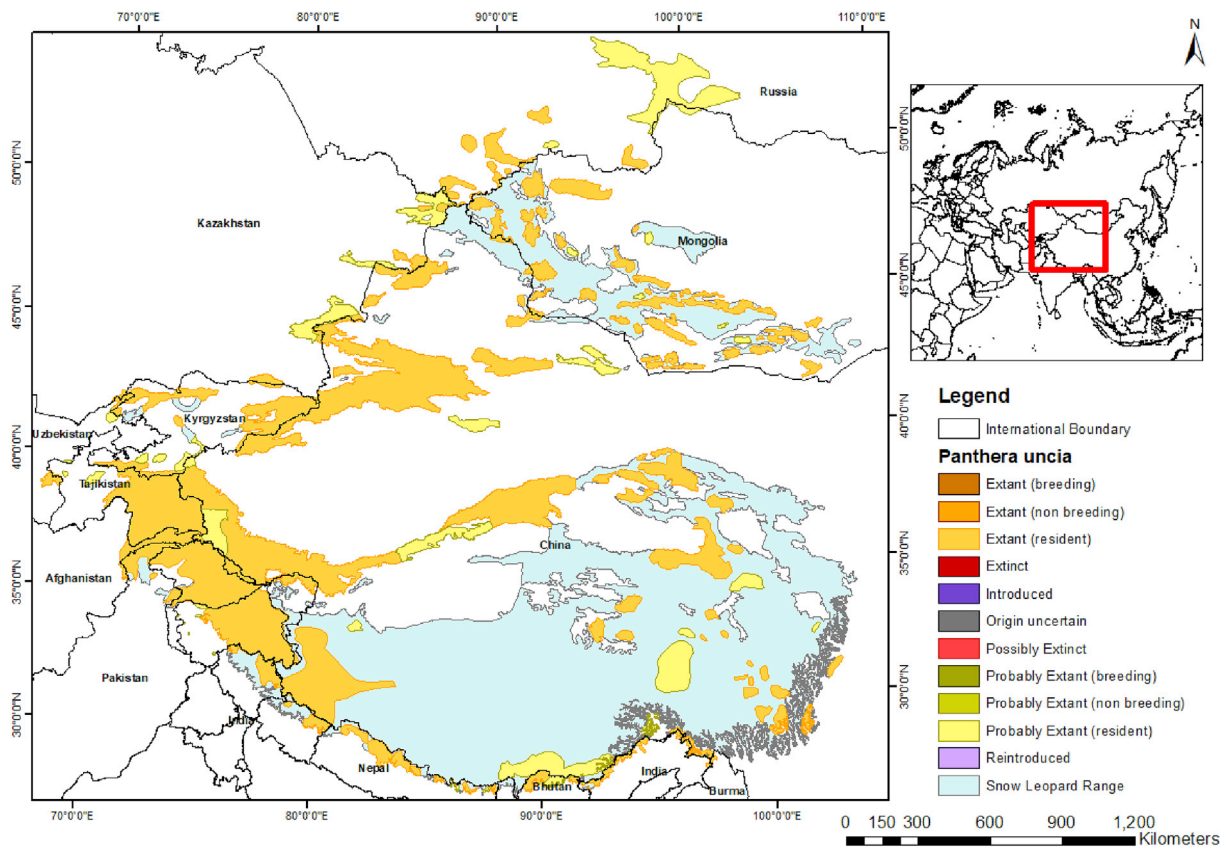 70°0'0"E 80°0'0"E 90°0'0"E 100°0'0"E 110°0'0"E
N
Russia
50°0'0"N
50°0'0"N
Kazakhstan
Mongolia
45°0'0"N
45°0'0"N
Kyrgyzstan
Uzbekistan
40°0'0"N
40°0'0"N
Tajikistan
China
Afghanistan
35°0'0"N
35°0'0"N
Pakistan
30°0'0"N
30°0'0"N
India
Nepal
Bhutan
India
Burma
70°0'0"E 80°0'0"E 90°0'0"E 100°0'0"E
Legend
International Boundary
Panthera uncia
Extant (breeding)
Extant (non breeding)
Extant (resident)
Extinct
Introduced
Origin uncertain
Possibly Extinct
Probably Extant (breeding)
Probably Extant (non breeding)
Probably Extant (resident)
Reintroduced
Snow Leopard Range
0 150 300 600 900 1,200
Kilometers